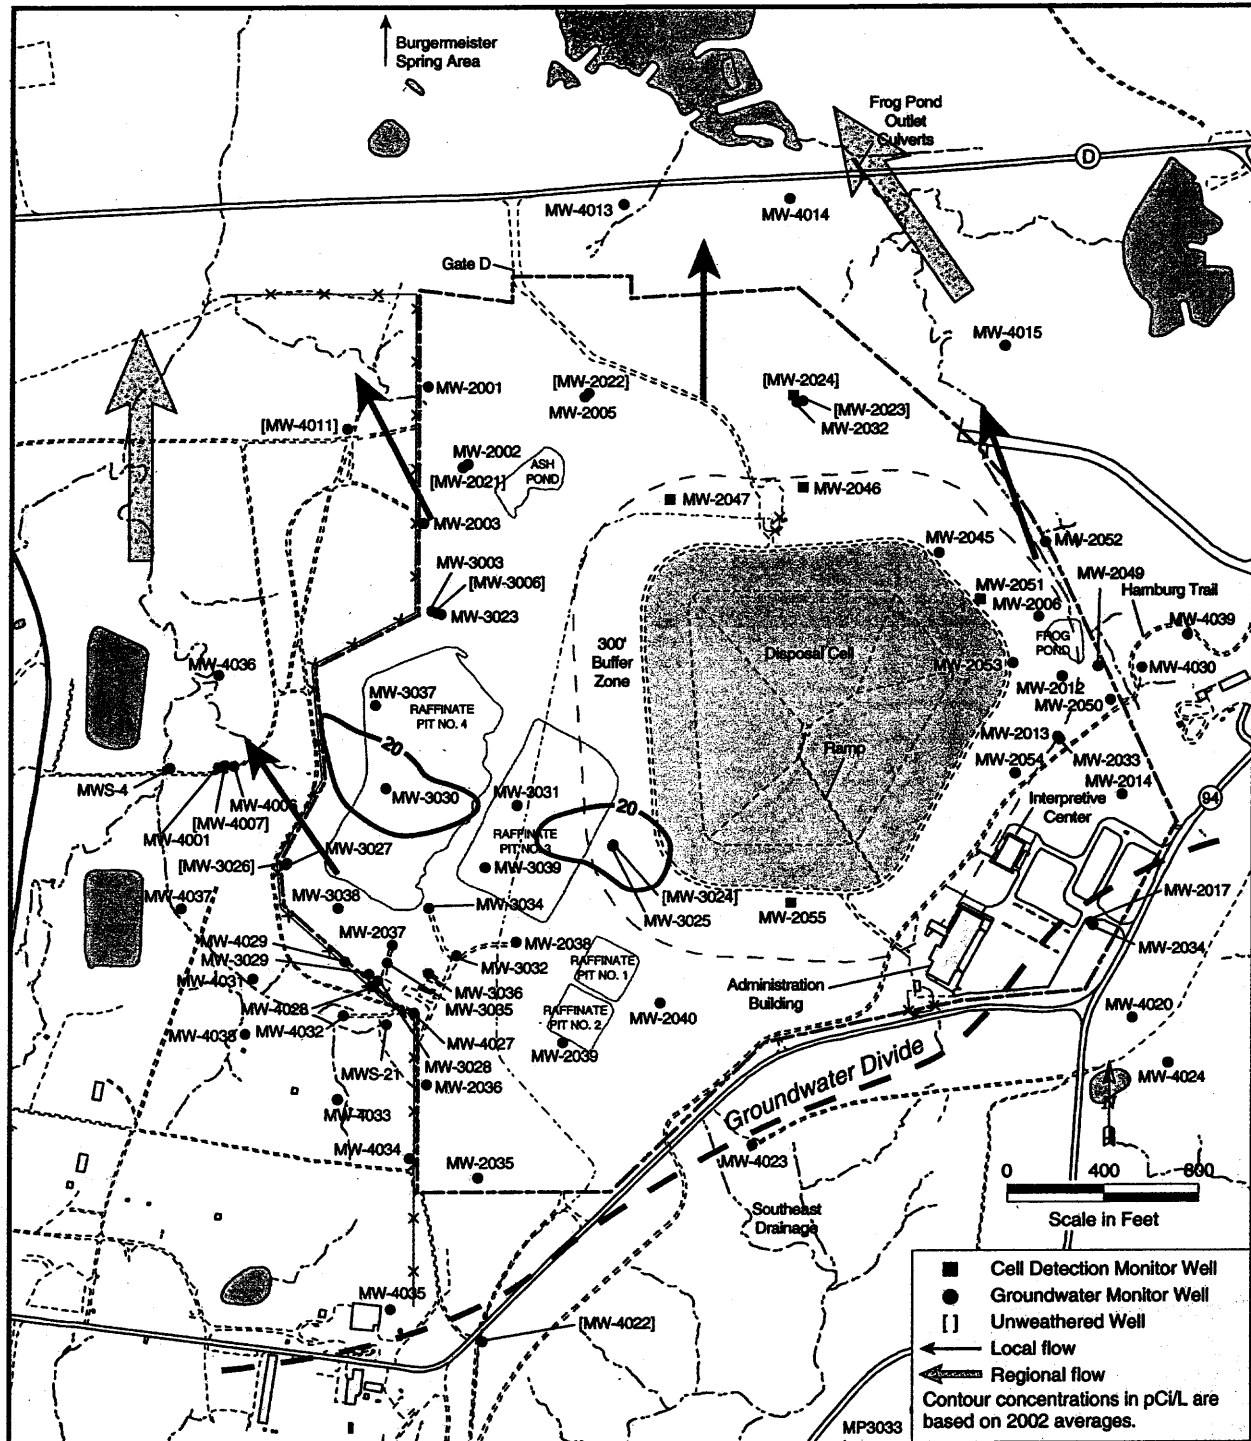 Burgermeister
Spring Area
Frog Pond
Outlet
Culverts
D
MW-4013
MW-4014
Gate D
MW-4015
MW-2001
[MW-2022]
MW-2005
[MW-2024]
[MW-2023]
MW-2032
[MW-4011]
MW-2002
[MW-2021]
ASH
POND
MW-2047
MW-2046
MW-2003
MW-2045
MW-2052
MW-3003
[MW-3006]
MW-3023
MW-2051
MW-2006
MW-2049
Hamburg Trail
MW-4039
300'
Buffer
Zone
Disposal Cell
FROG
POND
MW-2053
MW-4030
MW-4036
MW-3037
RAFFINATE
PIT NO. 4
MW-2012
MW-2050
20
MW-2013
Ramp
MW-2054
MW-2033
MWS-4
MW-4006
[MW-4007]
MW-4001
MW-3030
MW-3031
20
MW-2014
94
Interpretive
Center
RAFFINATE
PIT NO. 3
MW-3027
[MW-3026]
MW-3039
[MW-3024]
MW-3025
MW-2055
MW-2017
MW-4037
MW-3038
MW-3034
MW-2034
MW-4029
MW-2037
MW-2038
MW-3029
MW-3032
RAFFINATE
PIT NO. 1
MW-4031
MW-3036
Administration
Building
MW-4028
MW-3035
RAFFINATE
PIT NO. 2
MW-2040
MW-4020
MW-4038
MW-4032
MW-4027
MW-2039
MWS-21
MW-3028
MW-2036
Groundwater Divide
MW-4024
N
MW-4033
MW-4034
MW-4023
MW-2035
0 400 800
Scale in Feet
Southeast
Drainage
MW-4035
[MW-4022]
Cell Detection Monitor Well
Groundwater Monitor Well
[ ] Unweathered Well
Local flow
Regional flow
Contour concentrations in pCi/L are
based on 2002 averages.
MP3033